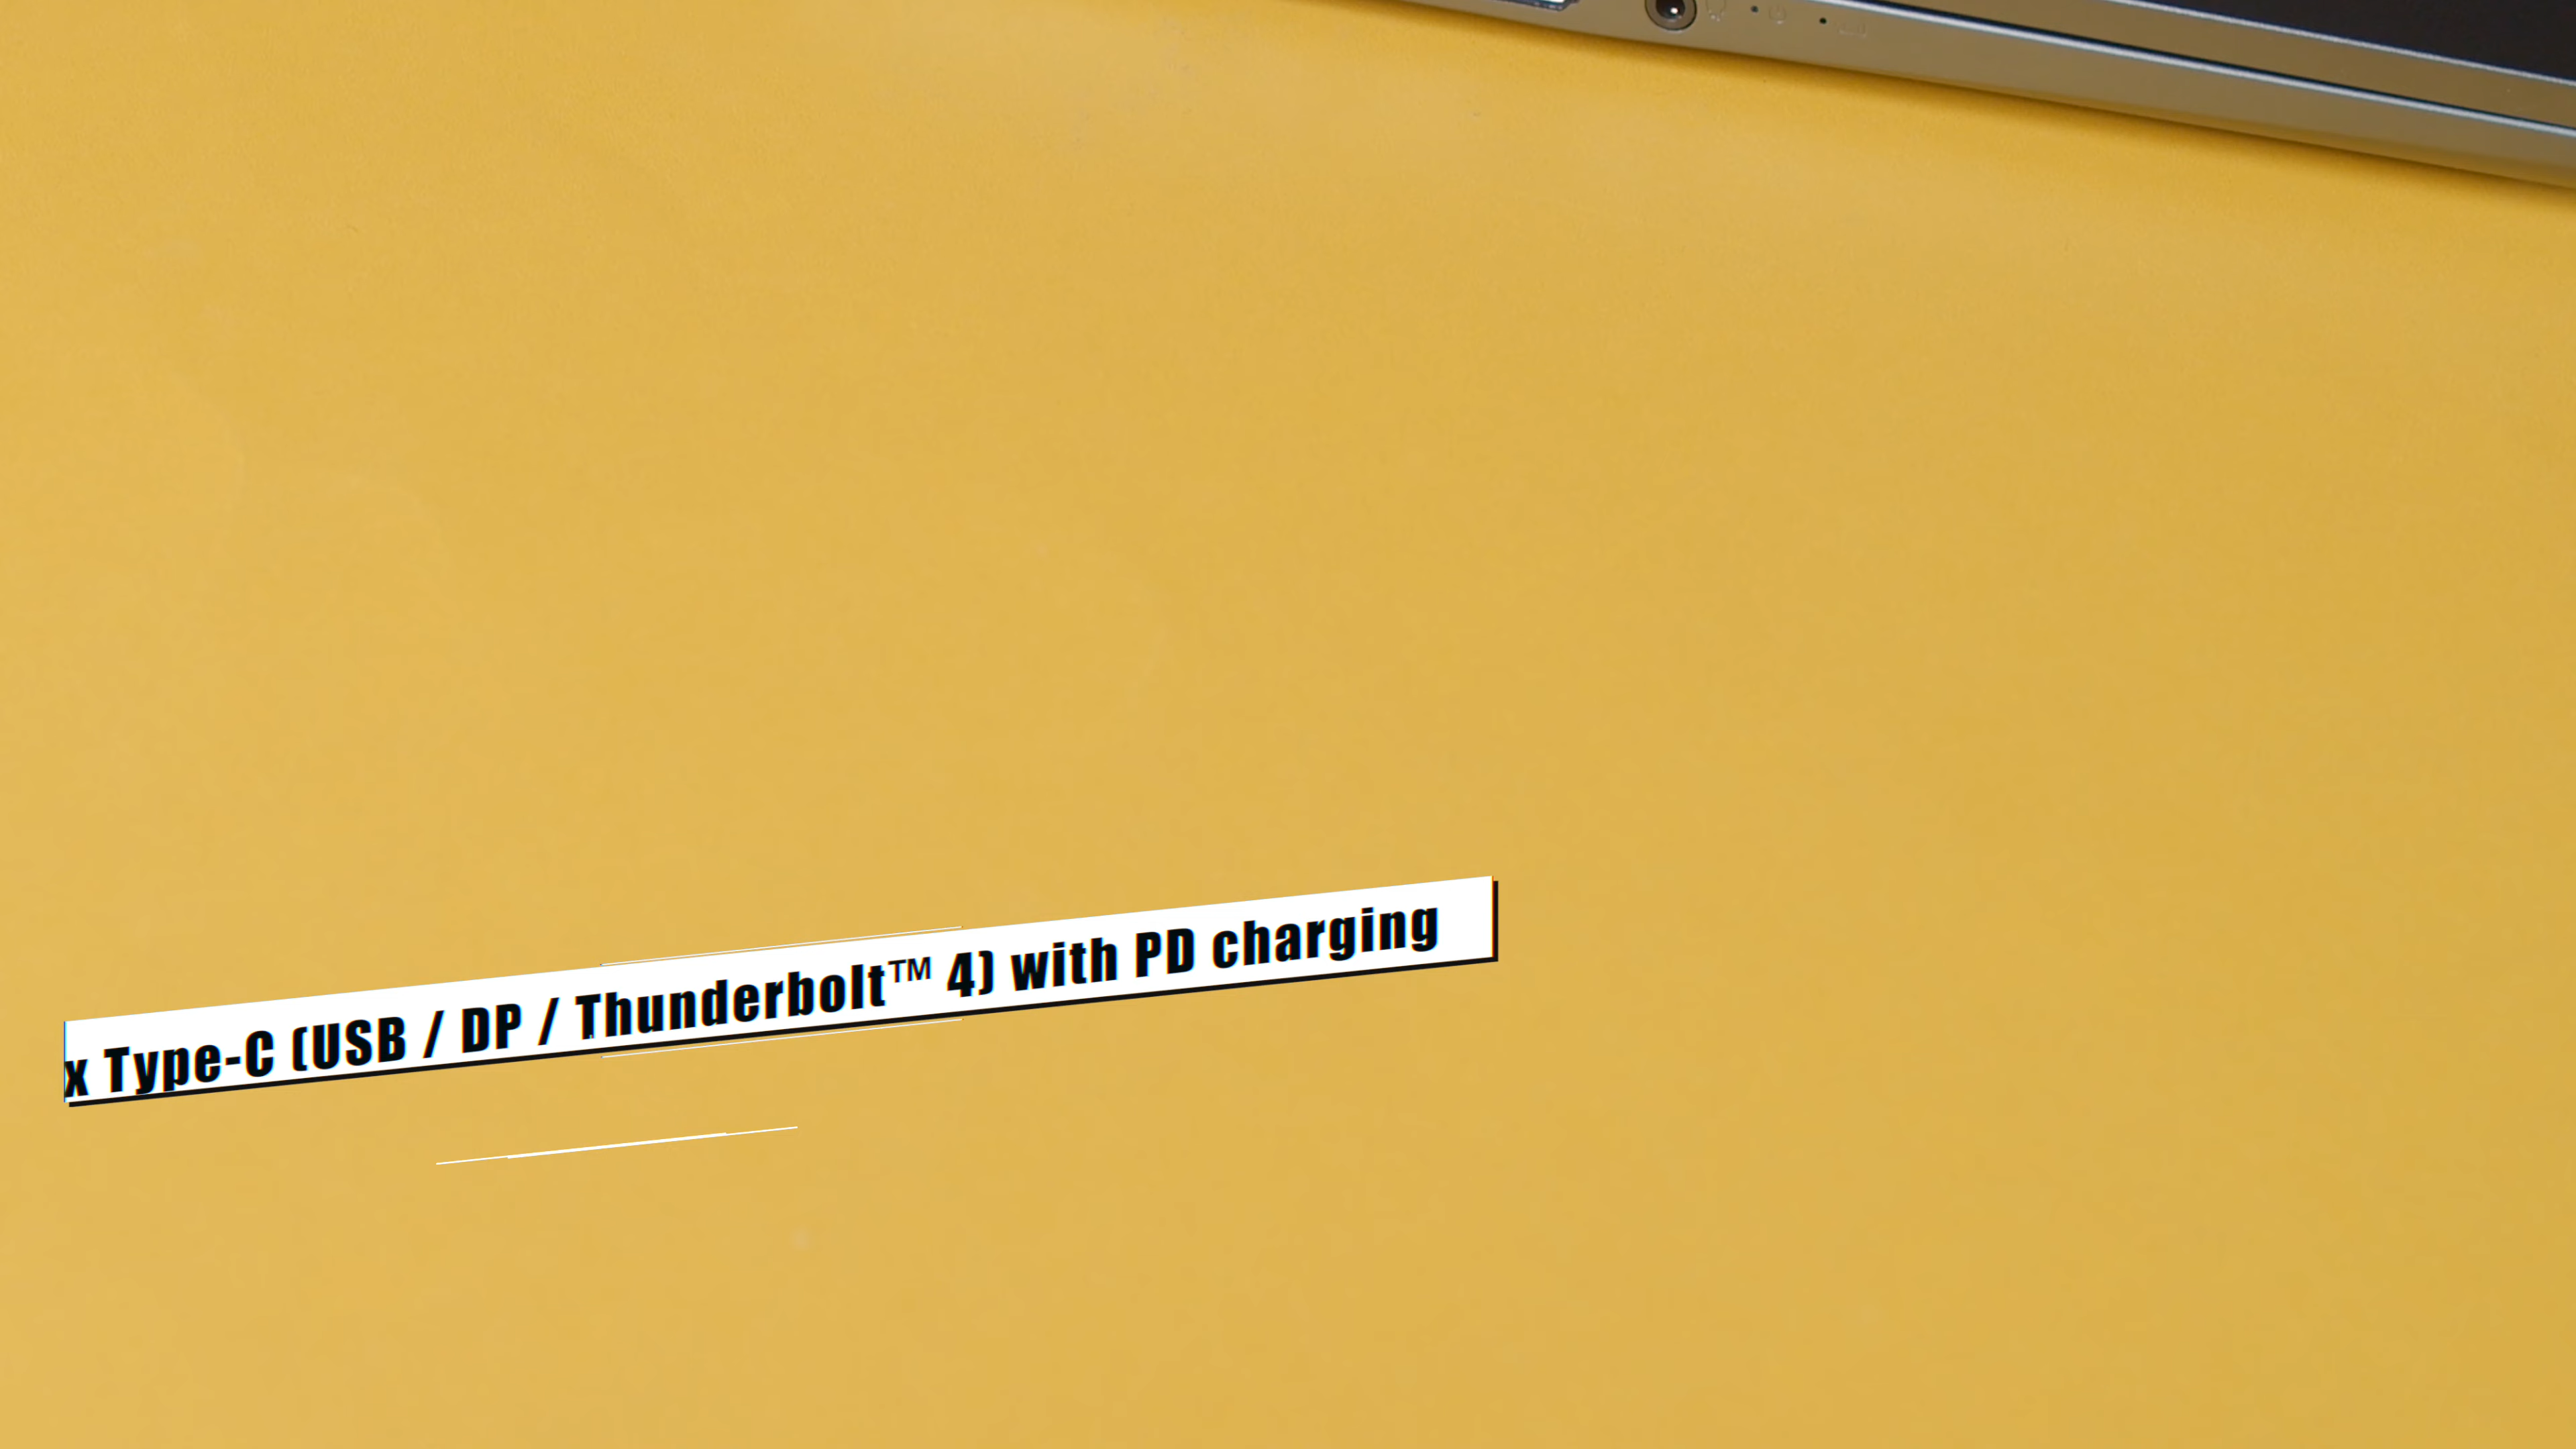 x Type-C (USB / DP / Thunderbolt™ 4) with PD charging